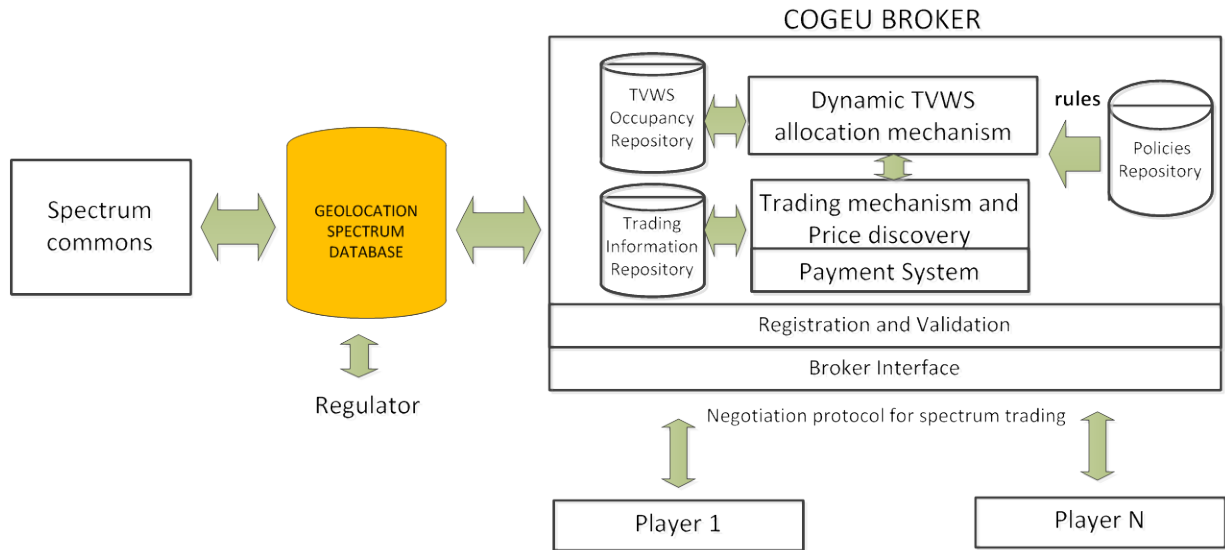 COGEU BROKER
TVWS
Occupancy
Repository
Dynamic TVWS
allocation mechanism
rules
Policies
Repository
Spectrum
commons
GEOLOCATION
SPECTRUM
DATABASE
Trading
Information
Repository
Trading mechanism and
Price discovery
Payment System
Registration and Validation
Broker Interface
Regulator
Negotiation protocol for spectrum trading
Player 1
Player N